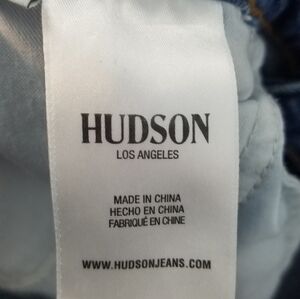 HUDSON
LOS ANGELES
MADE IN CHINA
HECHO EN CHINA
FABRIQUÉ EN CHINE
WWW.HUDSONJEANS.COM